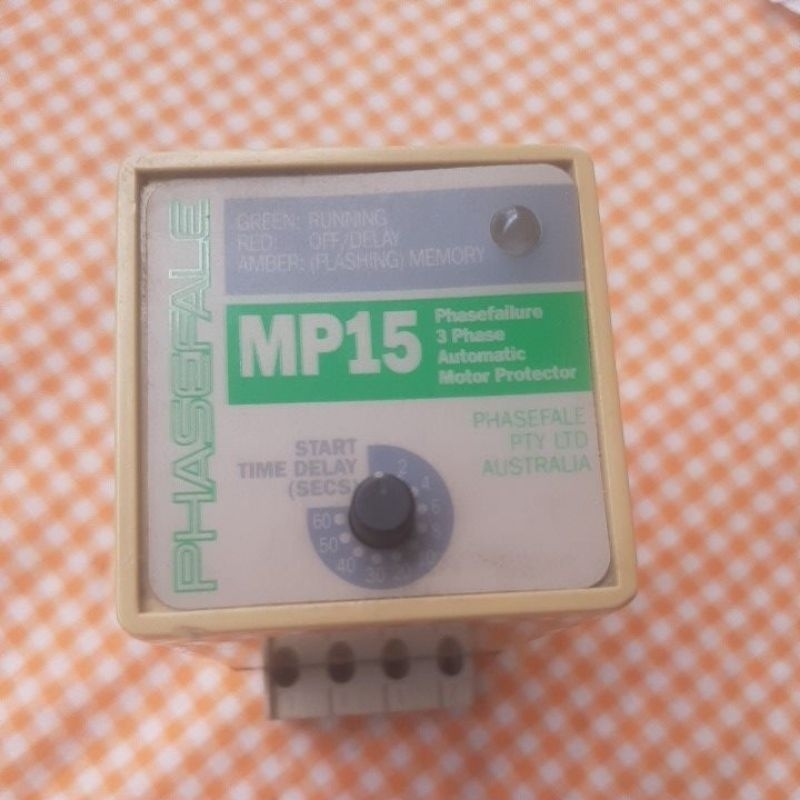 PHASEFALE
GREEN: RUNNING
RED: OFF/DELAY
AMBER: (FLASHING) MEMORY
MP15
Phasefailure
3 Phase
Automatic
Motor Protector
PHASEFALE
PTY LTD
AUSTRALIA
START
TIME DELAY
(SECS)
2
4
6
30
40
50
60